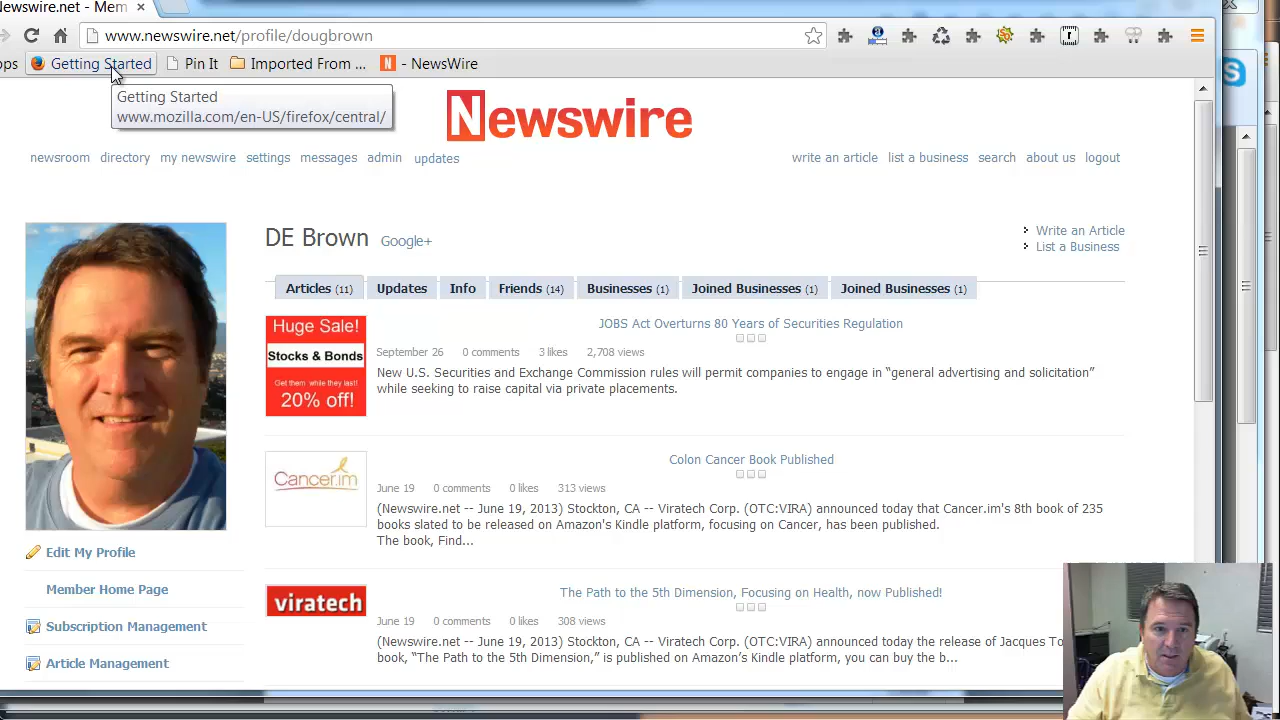 Newswire.net - Mem ×
www.newswire.net/profile/dougbrown
Getting Started Pin It Imported From ... N - NewsWire
Getting Started
www.mozilla.com/en-US/firefox/central/
Newswire
newsroom directory my newswire settings messages admin updates write an article list a business search about us logout
DE Brown Google+
Write an Article
List a Business
Articles (11) Updates Info Friends (14) Businesses (1) Joined Businesses (1) Joined Businesses (1)
Huge Sale!
Stocks & Bonds
Get them while they last!
20% off!
JOBS Act Overturns 80 Years of Securities Regulation
September 26 0 comments 3 likes 2,708 views
New U.S. Securities and Exchange Commission rules will permit companies to engage in “general advertising and solicitation”
while seeking to raise capital via private placements.
Cancer.im
Colon Cancer Book Published
June 19 0 comments 0 likes 313 views
(Newswire.net -- June 19, 2013) Stockton, CA -- Viratech Corp. (OTC:VIRA) announced today that Cancer.im's 8th book of 235
books slated to be released on Amazon's Kindle platform, focusing on Cancer, has been published.
The book, Find...
viratech
The Path to the 5th Dimension, Focusing on Health, now Published!
June 19 0 comments 0 likes 308 views
(Newswire.net -- June 19, 2013) Stockton, CA -- Viratech Corp. (OTC:VIRA) announced today the release of Jacques To
book, “The Path to the 5th Dimension,” is published on Amazon's Kindle platform, you can buy the b...
Edit My Profile
Member Home Page
Subscription Management
Article Management